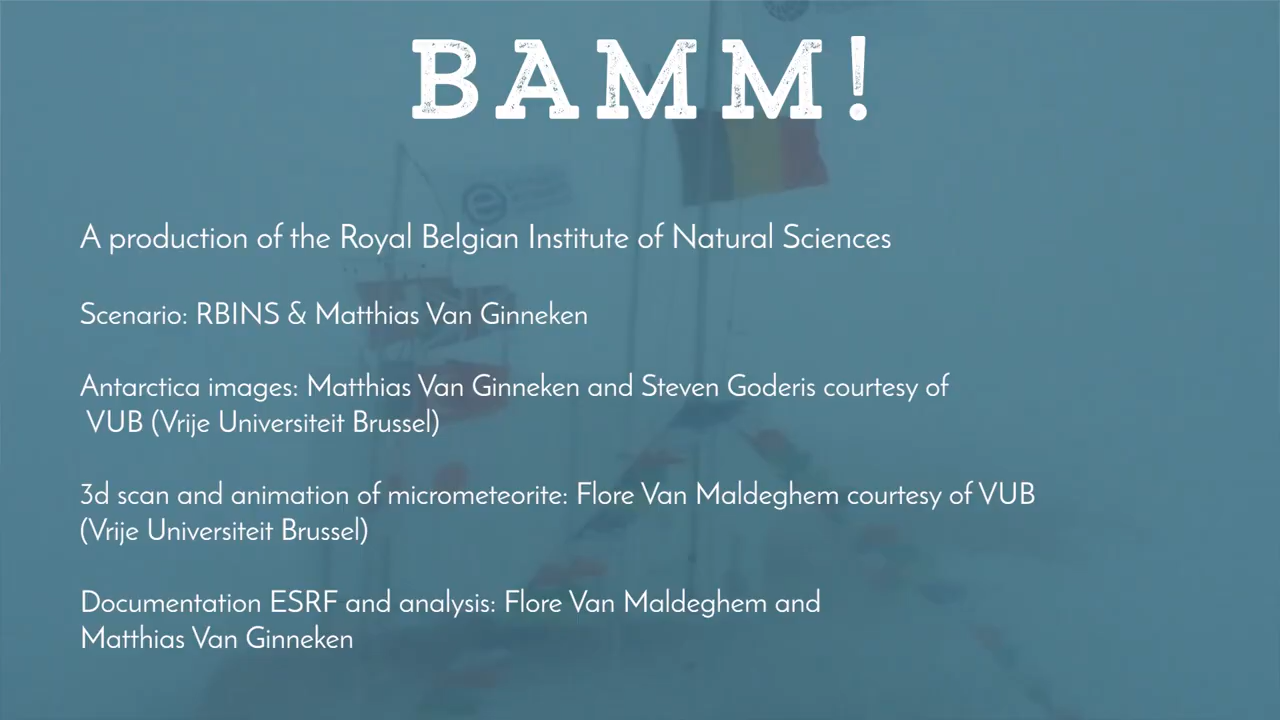 BAMM!
A production of the Royal Belgian Institute of Natural Sciences
Scenario: RBINS & Matthias Van Ginneken
Antarctica images: Matthias Van Ginneken and Steven Goderis courtesy of
VUB (Vrije Universiteit Brussel)
3d scan and animation of micrometeorite: Flore Van Maldeghem courtesy of VUB
(Vrije Universiteit Brussel)
Documentation ESRF and analysis: Flore Van Maldeghem and
Matthias Van Ginneken